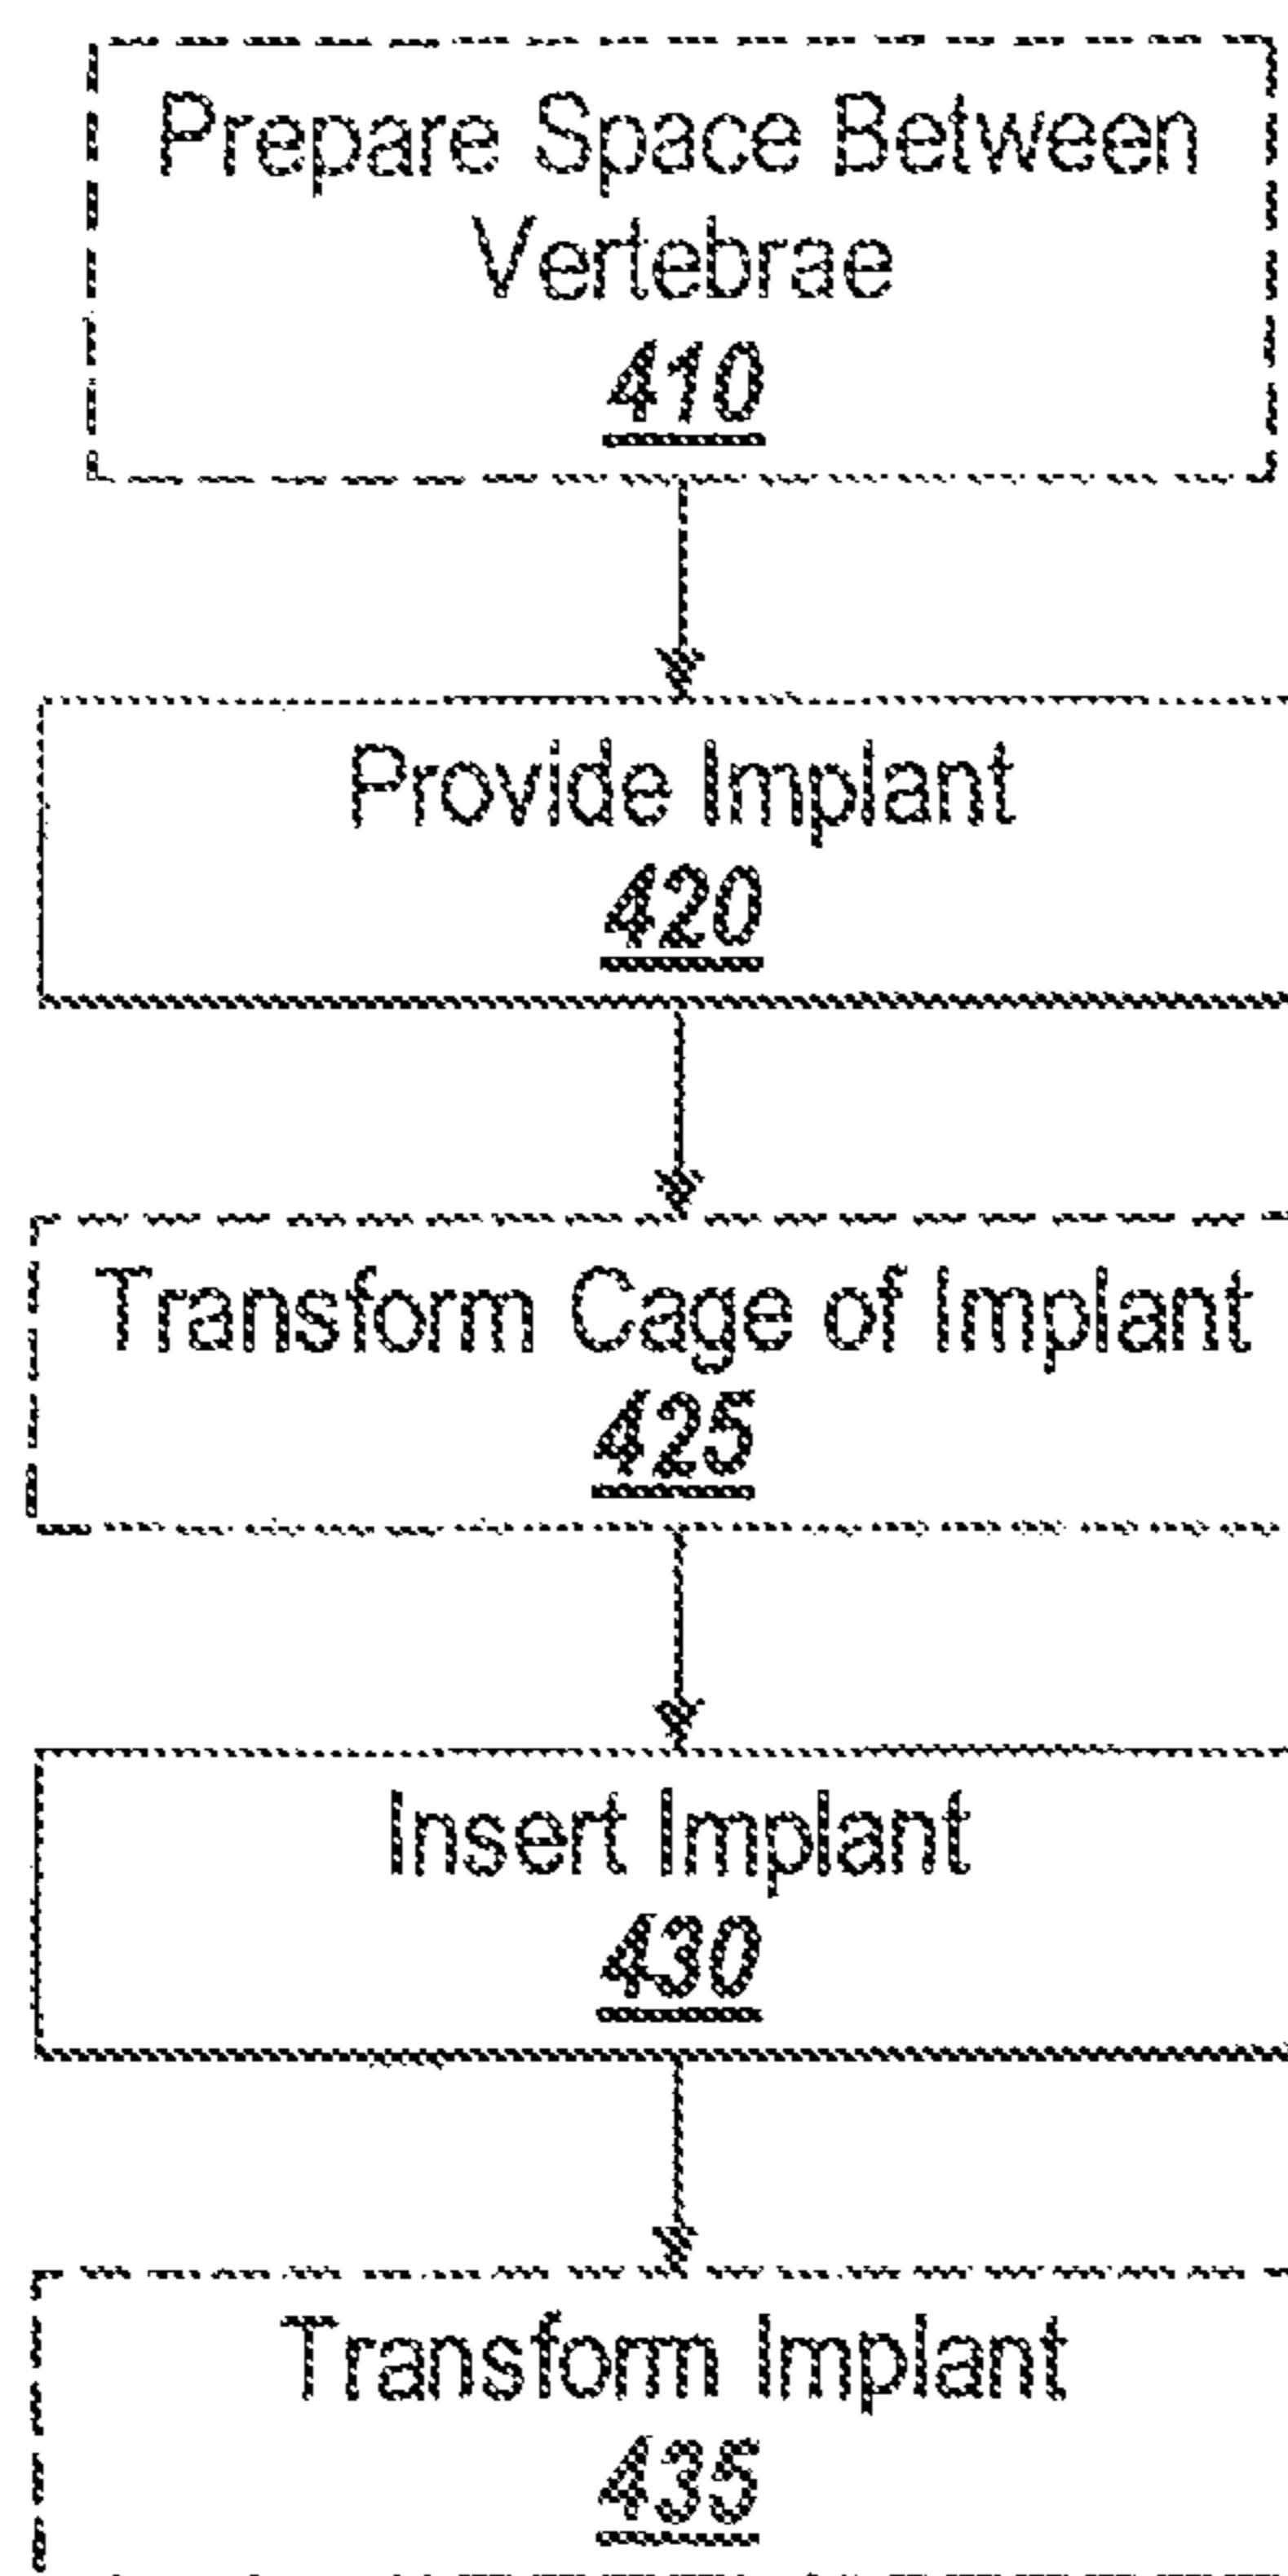 Prepare Space Between
Vertebrae
410
Provide Implant
420
Transform Cage of Implant
425
Insert Implant
430
Transform Implant
435